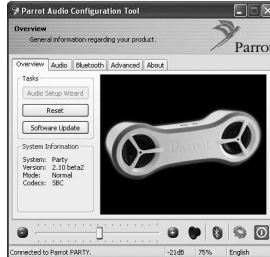 Parrot Audio Configuration Tool
Overview
General information regarding your product.
Parrot
Overview Audio Bluetooth Advanced About
Tasks
Audio Setup Wizard
Reset
Software Update
System Information
System: Party
Version: 2.10 beta2
Mode: Normal
Codecs: SBC
Parrot
Connected to Parrot PARTY. -21dB 75% English